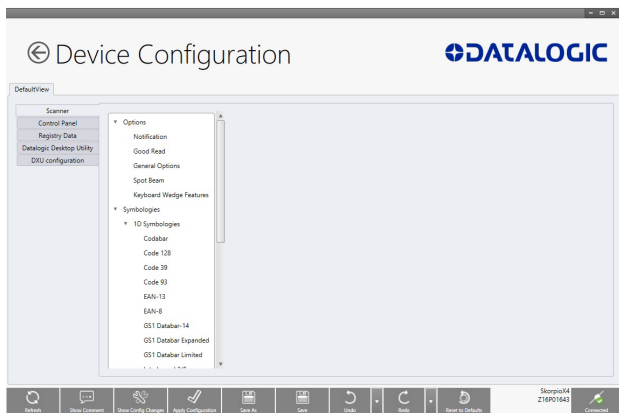 Device Configuration
DATALOGIC
DefaultView
Scanner
Control Panel
Registry Data
Datalogic Desktop Utility
DXU configuration
Options
Notification
Good Read
General Options
Spot Beam
Keyboard Wedge Features
Symbologies
1D Symbologies
Codabar
Code 128
Code 39
Code 93
EAN-13
EAN-8
GS1 Databar-14
GS1 Databar Expanded
GS1 Databar Limited
Refresh
Show Comment
Show Config Changes
Apply Configuration
Save As
Save
Undo
Redo
Reset to Defaults
SkorpioX4
Z16P01643
Connected